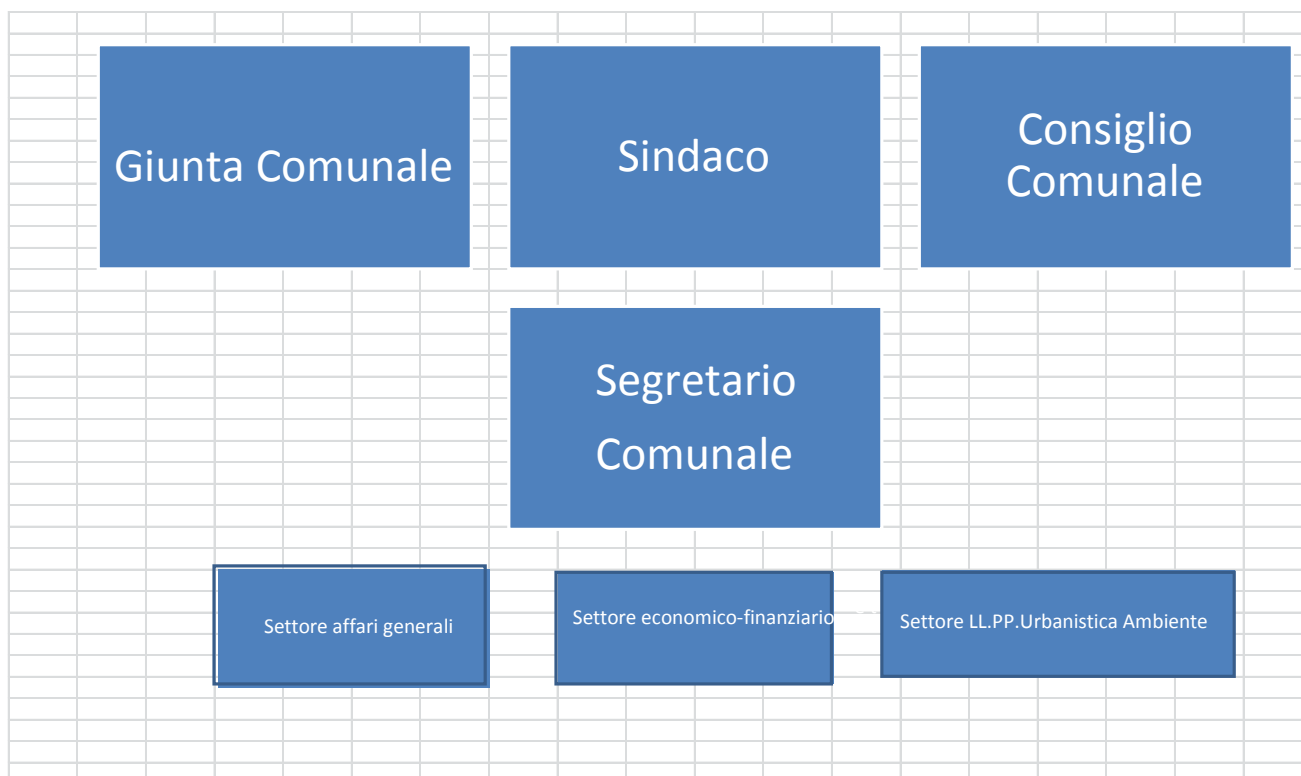 Giunta Comunale
Sindaco
Consiglio
Comunale
Segretario
Comunale
Settore affari generali
Settore economico-finanziario
Settore LL.PP.Urbanistica Ambiente